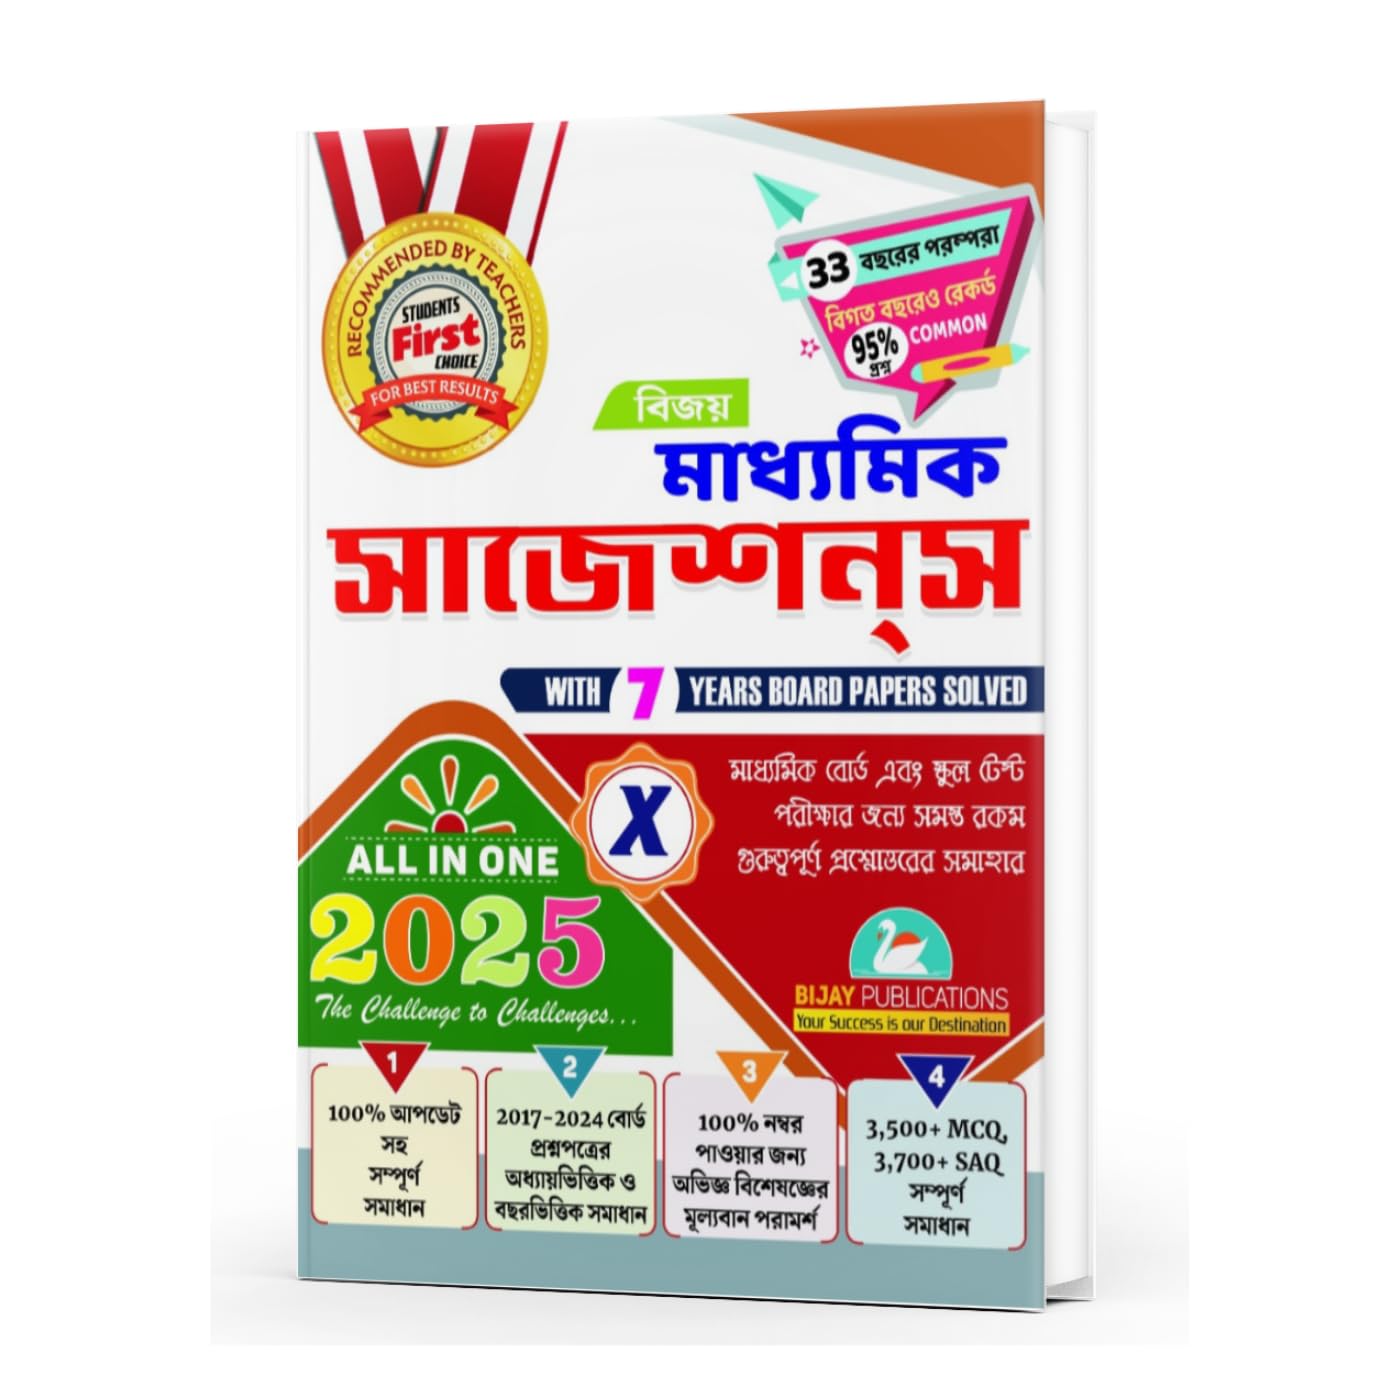 RECOMMENDED BY TEACHERS
STUDENTS
First
CHOICE
FOR BEST RESULTS
33 বছরের পরম্পরা
বিগত বছরেও রেকর্ড
95% COMMON
প্রশ্ন
বিজয়
মাধ্যমিক
সাজেশন্স
WITH 7 YEARS BOARD PAPERS SOLVED
X
মাধ্যমিক বোর্ড এবং স্কুল টেস্ট
পরীক্ষার জন্য সমস্ত রকম
গুরুত্বপূর্ণ প্রশ্নোত্তরের সমাহার
ALL IN ONE
2025
The Challenge to Challenges...
BIJAY PUBLICATIONS
Your Success is our Destination
1
100% আপডেট
সহ
সম্পূর্ণ
সমাধান
2
2017-2024 বোর্ড
প্রশ্নপত্রের
অধ্যায়ভিত্তিক ও
বছরভিত্তিক সমাধান
3
100% নম্বর
পাওয়ার জন্য
অভিজ্ঞ বিশেষজ্ঞের
মূল্যবান পরামর্শ
4
3,500+ MCQ,
3,700+ SAQ
সম্পূর্ণ
সমাধান